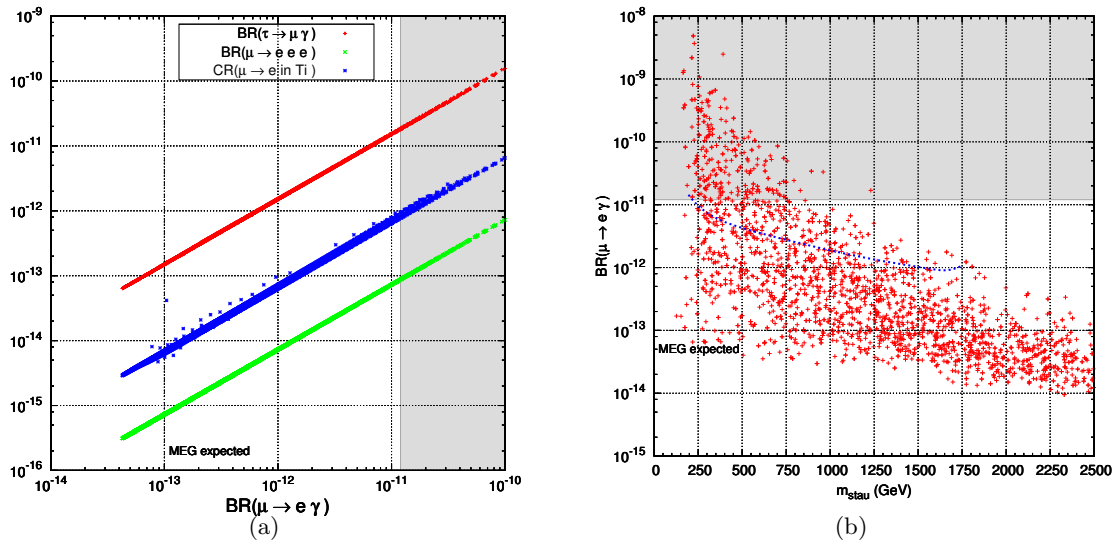 10⁻⁹
10⁻¹⁰
10⁻¹¹
10⁻¹²
10⁻¹³
10⁻¹⁴
10⁻¹⁵
10⁻¹⁶
BR(τ → μ γ)
BR(μ → e e e)
CR(μ → e in Ti )
MEG expected
10⁻¹⁴ 10⁻¹³ 10⁻¹² 10⁻¹¹ 10⁻¹⁰
BR(μ → e γ)
(a)
BR(μ → e γ)
10⁻⁸
10⁻⁹
10⁻¹⁰
10⁻¹¹
10⁻¹²
10⁻¹³
10⁻¹⁴
10⁻¹⁵
MEG expected
0 250 500 750 1000 1250 1500 1750 2000 2250 2500
mstau (GeV)
(b)